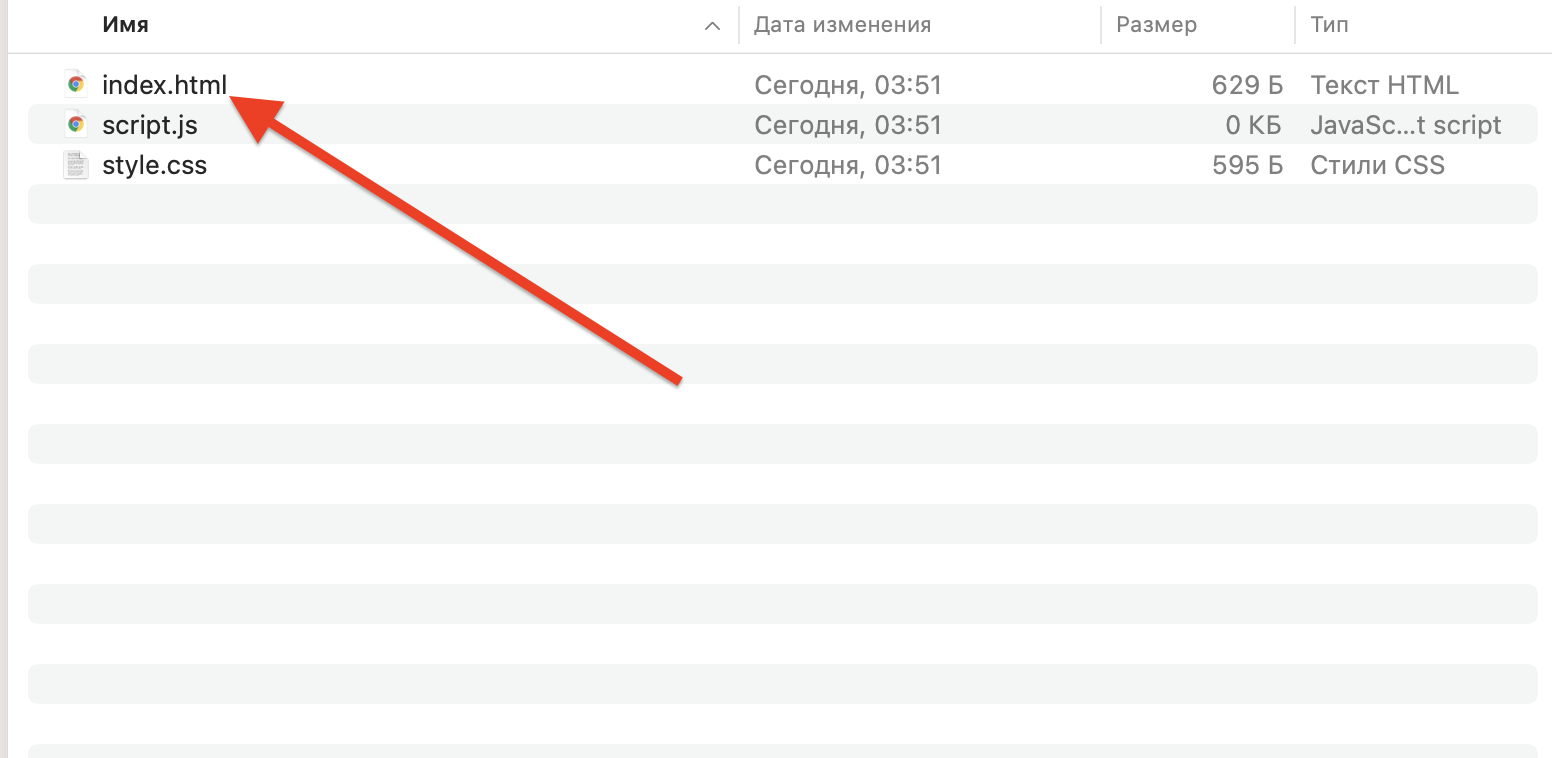 Имя Дата изменения Размер Тип
index.html Сегодня, 03:51 629 Б Текст HTML
script.js Сегодня, 03:51 0 КБ JavaSc...t script
style.css Сегодня, 03:51 595 Б Стили CSS